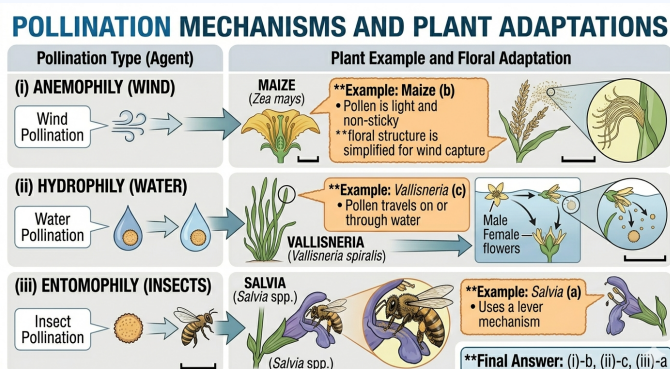 POLLINATION MECHANISMS AND PLANT ADAPTATIONS
Pollination Type (Agent)
Plant Example and Floral Adaptation
(i) ANEMOPHILY (WIND)
Wind
Pollination
MAIZE
(Zea mays)
**Example: Maize (b)
• Pollen is light and
non-sticky
**floral structure is
simplified for wind capture
(ii) HYDROPHILY (WATER)
Water
Pollination
VALLISNERIA
(Vallisneria spiralis)
**Example: Vallisneria (c)
• Pollen travels on or
through water
Male
Female
flowers
(iii) ENTOMOPHILY (INSECTS)
Insect
Pollination
SALVIA
(Salvia spp.)
(Salvia spp.)
**Example: Salvia (a)
• Uses a lever
mechanism
**Final Answer: (i)-b, (ii)-c, (iii)-a